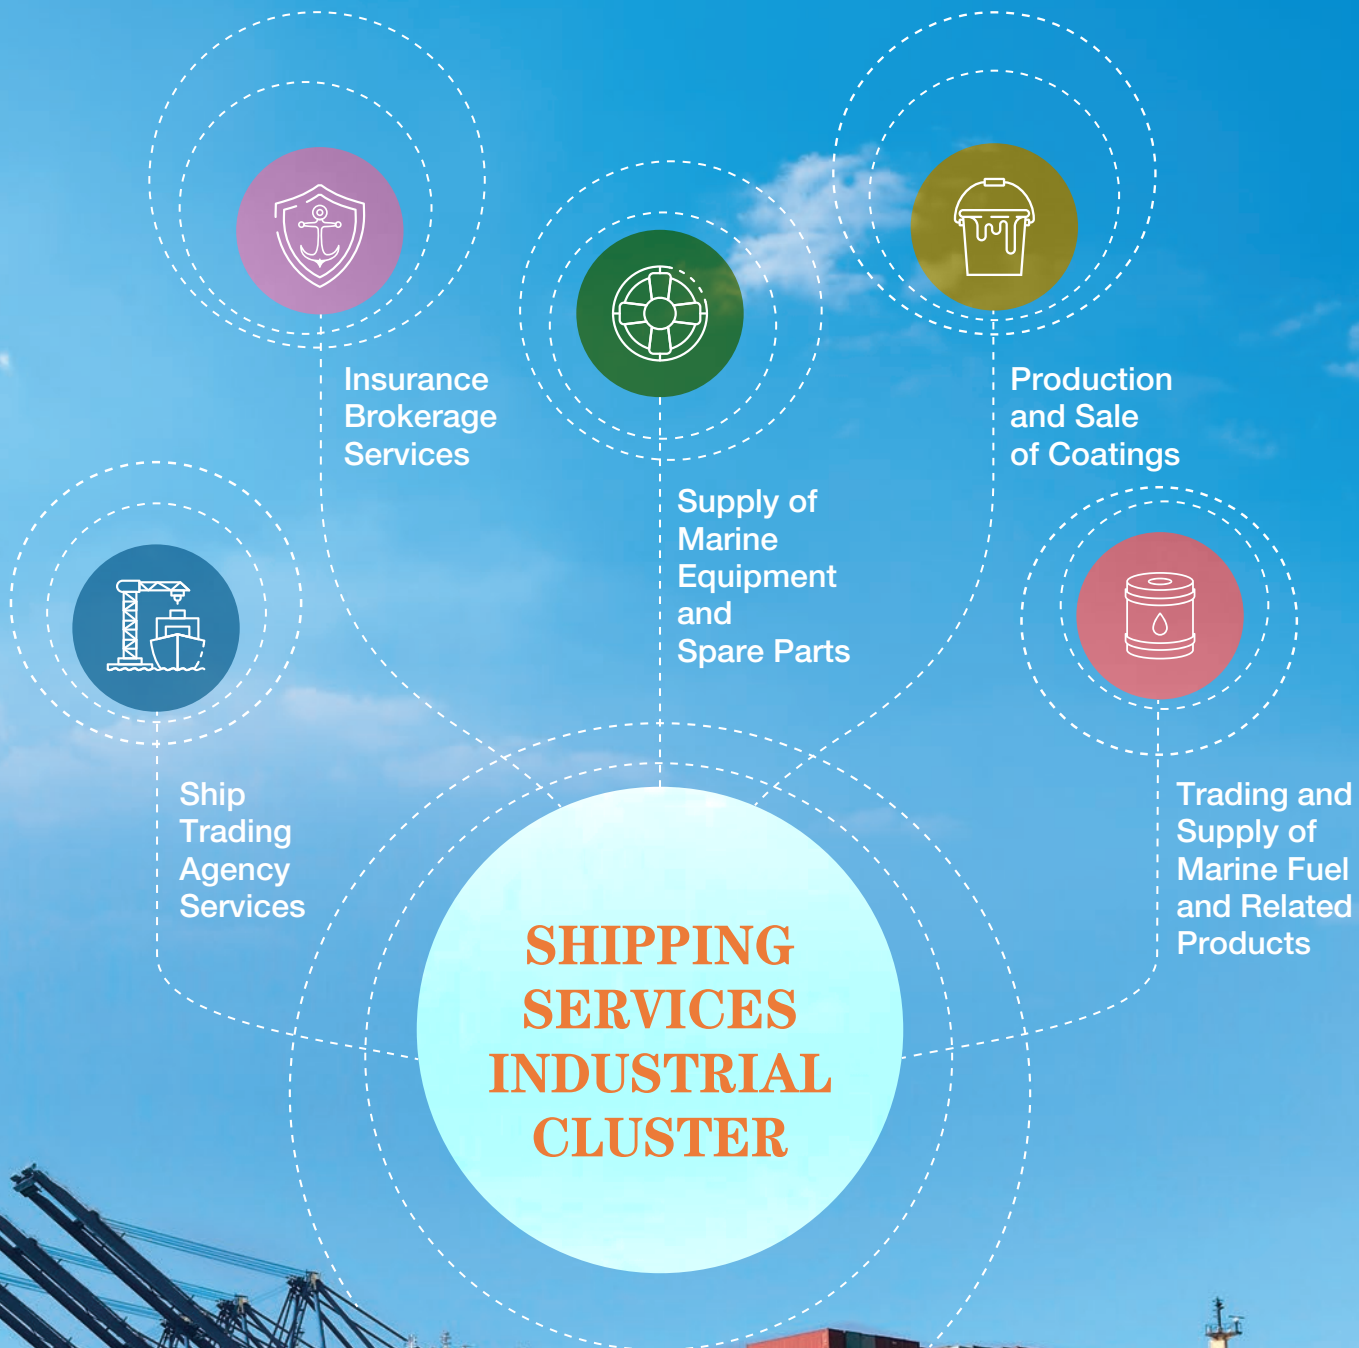 Insurance
Brokerage
Services
Production
and Sale
of Coatings
Supply of
Marine
Equipment
and
Spare Parts
Ship
Trading
Agency
Services
Trading and
Supply of
Marine Fuel
and Related
Products
SHIPPING
SERVICES
INDUSTRIAL
CLUSTER